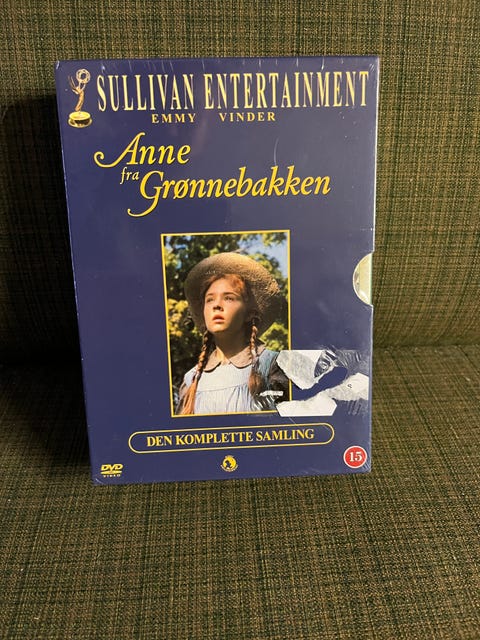 SULLIVAN ENTERTAINMENT
EMMY VINDER
Anne
fra
Grønnebakken
DEN KOMPLETTE SAMLING
DVD
VIDEO
15